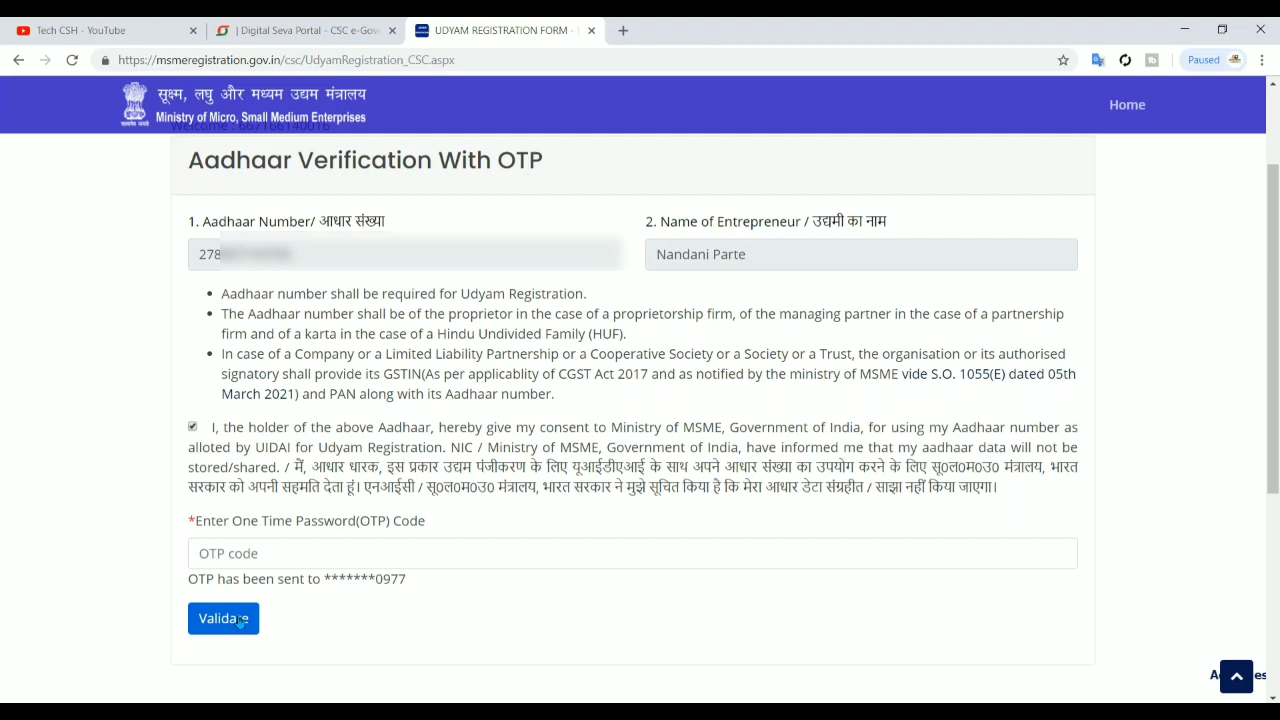 Tech CSH - YouTube
| Digital Seva Portal - CSC e-Gov
UDYAM REGISTRATION FORM -
https://msmeregistration.gov.in/csc/UdyamRegistration_CSC.aspx
Paused
सूक्ष्म, लघु और मध्यम उद्यम मंत्रालय
Ministry of Micro, Small Medium Enterprises
Home
Aadhaar Verification With OTP
1. Aadhaar Number/ आधार संख्या
2. Name of Entrepreneur / उद्यमी का नाम
278
Nandani Parte
Aadhaar number shall be required for Udyam Registration.
The Aadhaar number shall be of the proprietor in the case of a proprietorship firm, of the managing partner in the case of a partnership
firm and of a karta in the case of a Hindu Undivided Family (HUF).
In case of a Company or a Limited Liability Partnership or a Cooperative Society or a Society or a Trust, the organisation or its authorised
signatory shall provide its GSTIN(As per applicablity of CGST Act 2017 and as notified by the ministry of MSME vide S.O. 1055(E) dated 05th
March 2021) and PAN along with its Aadhaar number.
I, the holder of the above Aadhaar, hereby give my consent to Ministry of MSME, Government of India, for using my Aadhaar number as
alloted by UIDAI for Udyam Registration. NIC / Ministry of MSME, Government of India, have informed me that my aadhaar data will not be
stored/shared. / में, आधार धारक, इस प्रकार उद्यम पंजीकरण के लिए यूआईडीएआई के साथ अपने आधार संख्या का उपयोग करने के लिए सू0ल0म0उ0 मंत्रालय, भारत
सरकार को अपनी सहमति देता हूं। एनआईसी / सू0ल0म0उ0 मंत्रालय, भारत सरकार ने मुझे सूचित किया है कि मेरा आधार डेटा संग्रहीत / साझा नहीं किया जाएगा।
*Enter One Time Password(OTP) Code
OTP code
OTP has been sent to *******0977
Validate